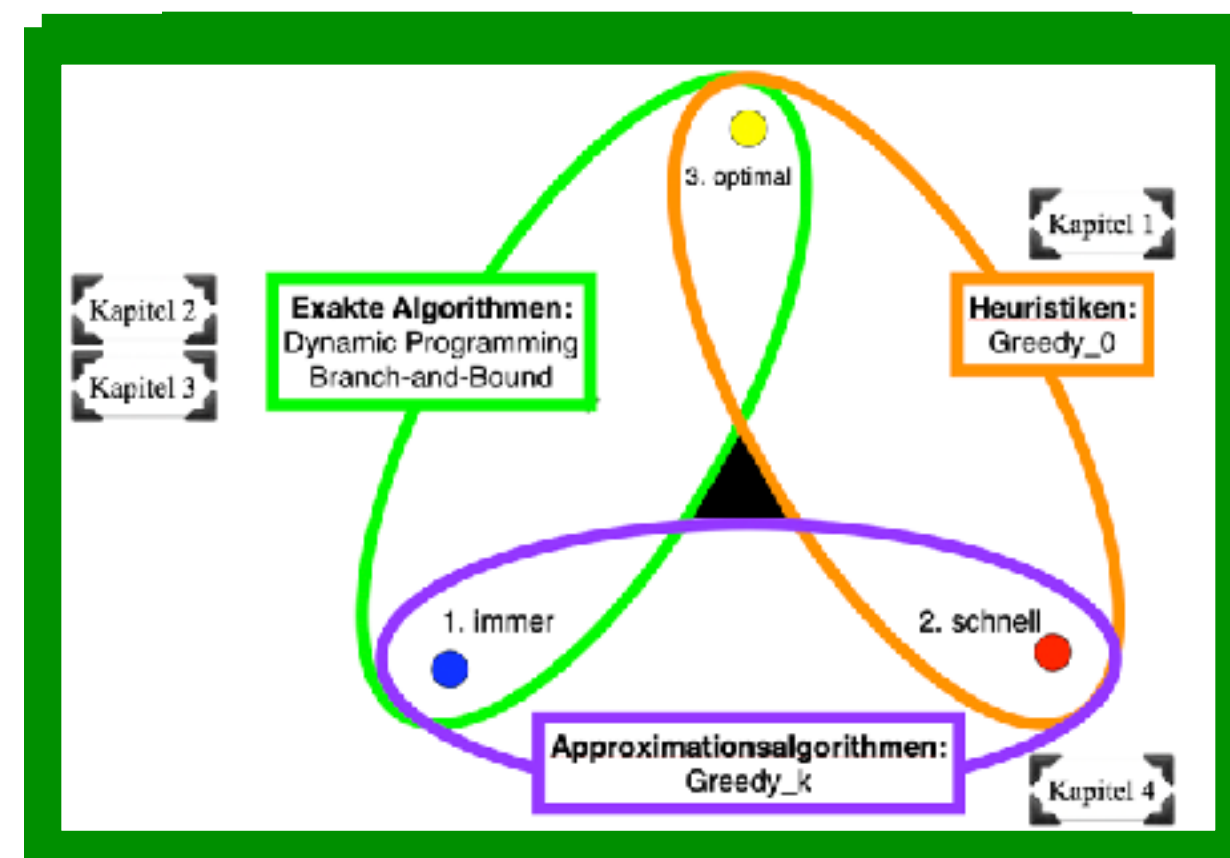 3. optimal
Kapitel 1
Kapitel 2
Kapitel 3
Exakte Algorithmen:
Dynamic Programming
Branch-and-Bound
Heuristiken:
Greedy_0
1. immer
2. schnell
Approximationsalgorithmen:
Greedy_k
Kapitel 4